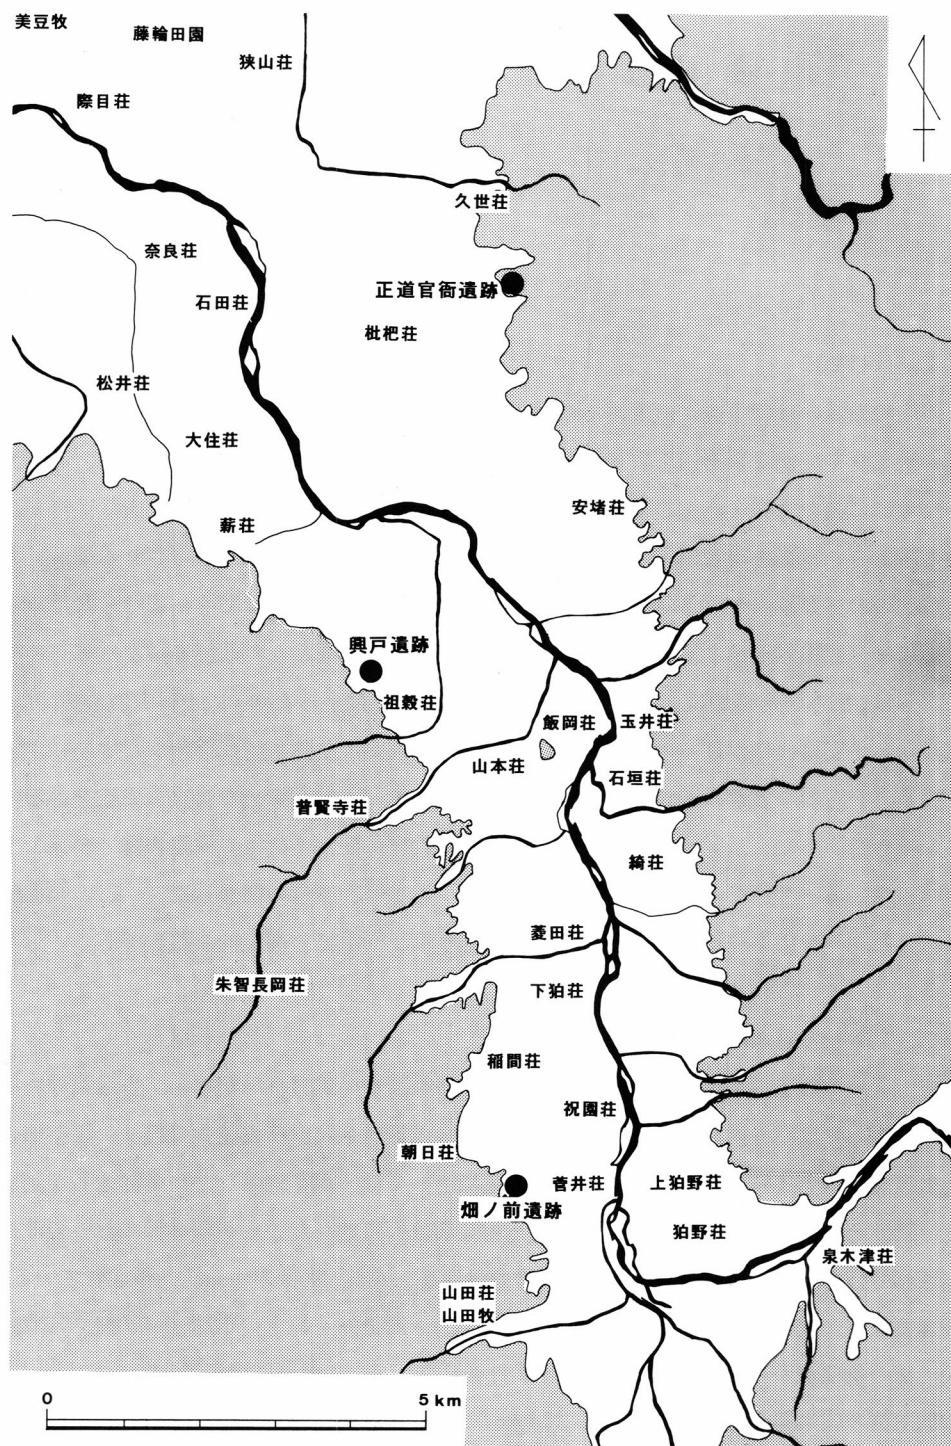 美豆牧
藤輪田園
狭山荘
際目荘
久世荘
奈良荘
正道官衙遺跡
石田荘
枇杷荘
松井荘
大住荘
安堵荘
薪荘
興戸遺跡
祖穀荘
飯岡荘
玉井荘
山本荘
石垣荘
普賢寺荘
綺荘
菱田荘
朱智長岡荘
下狛荘
稲間荘
祝園荘
朝日荘
菅井荘
上狛野荘
畑ノ前遺跡
狛野荘
泉木津荘
山田荘
山田牧
0
5km